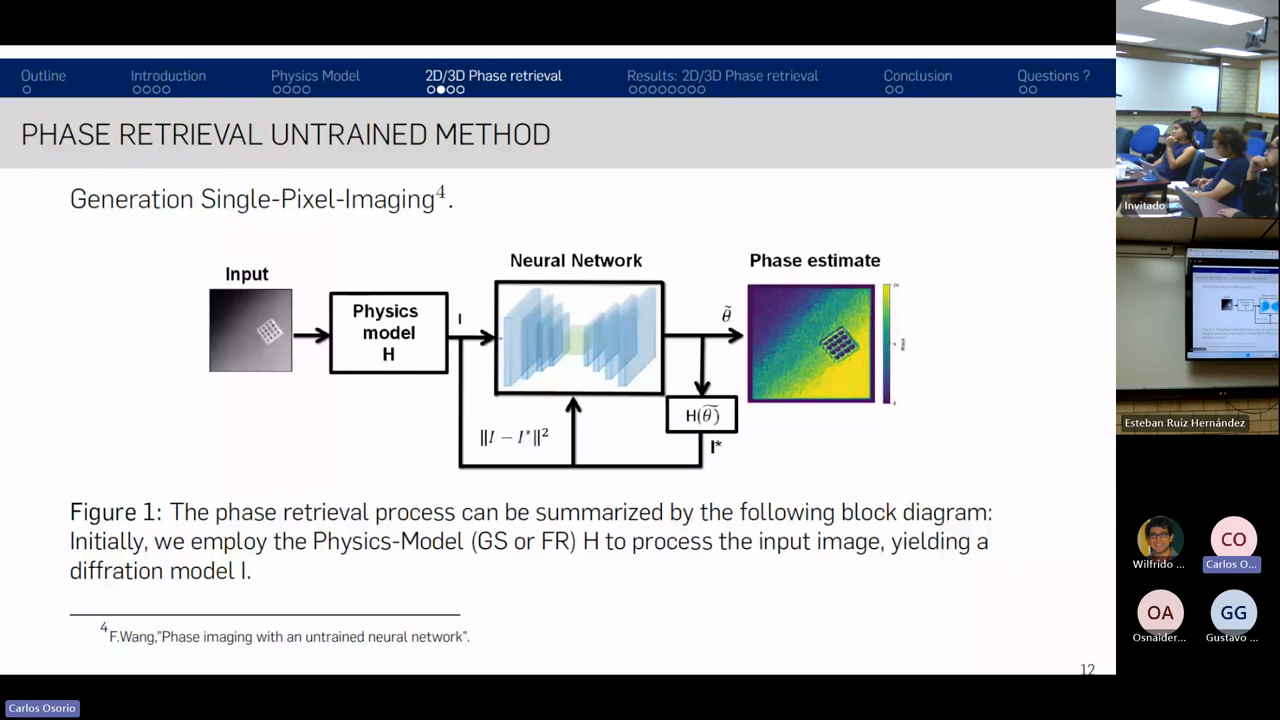 Outline
Introduction
Physics Model
2D/3D Phase retrieval
Results: 2D/3D Phase retrieval
Conclusion
Questions ?
PHASE RETRIEVAL UNTRAINED METHOD
Generation Single-Pixel-Imaging⁴.
Input
Physics
model
H
I
Neural Network
θ̃
Phase estimate
H(θ̃)
I*
‖I − I*‖²
Figure 1: The phase retrieval process can be summarized by the following block diagram:
Initially, we employ the Physics-Model (GS or FR) H to process the input image, yielding a
diffration model I.
⁴ F.Wang,"Phase imaging with an untrained neural network".
12
Carlos Osorio
Invitado
Esteban Ruiz Hernández
Wilfrido ...
CO
Carlos O...
OA
Osnaider...
GG
Gustavo ...